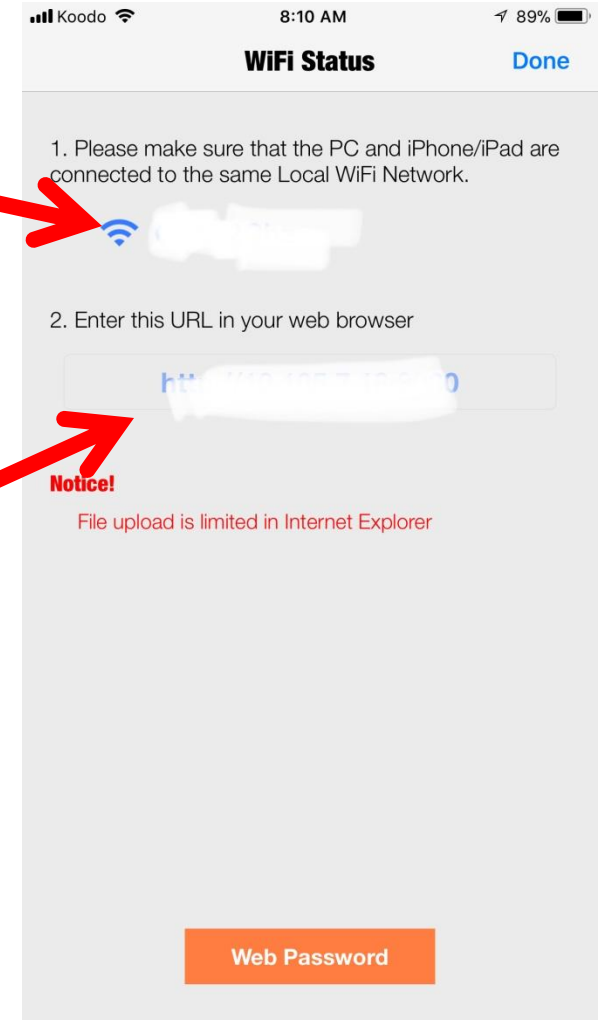 Koodo 8:10 AM 89%
WiFi Status Done
1. Please make sure that the PC and iPhone/iPad are
connected to the same Local WiFi Network.
2. Enter this URL in your web browser
Notice!
File upload is limited in Internet Explorer
Web Password